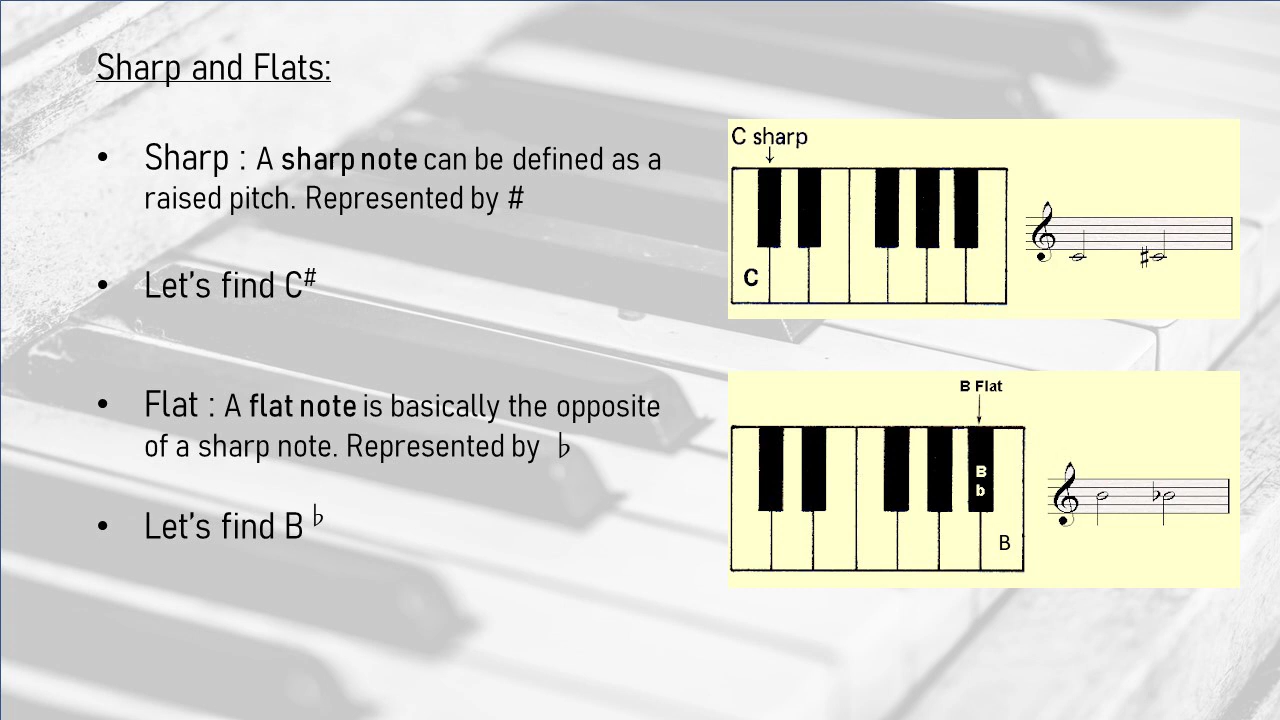 Sharp and Flats:
• Sharp : A sharp note can be defined as a
raised pitch. Represented by #
• Let's find C#
• Flat : A flat note is basically the opposite
of a sharp note. Represented by ♭
• Let's find B ♭
C sharp
C
B Flat
B
b
B